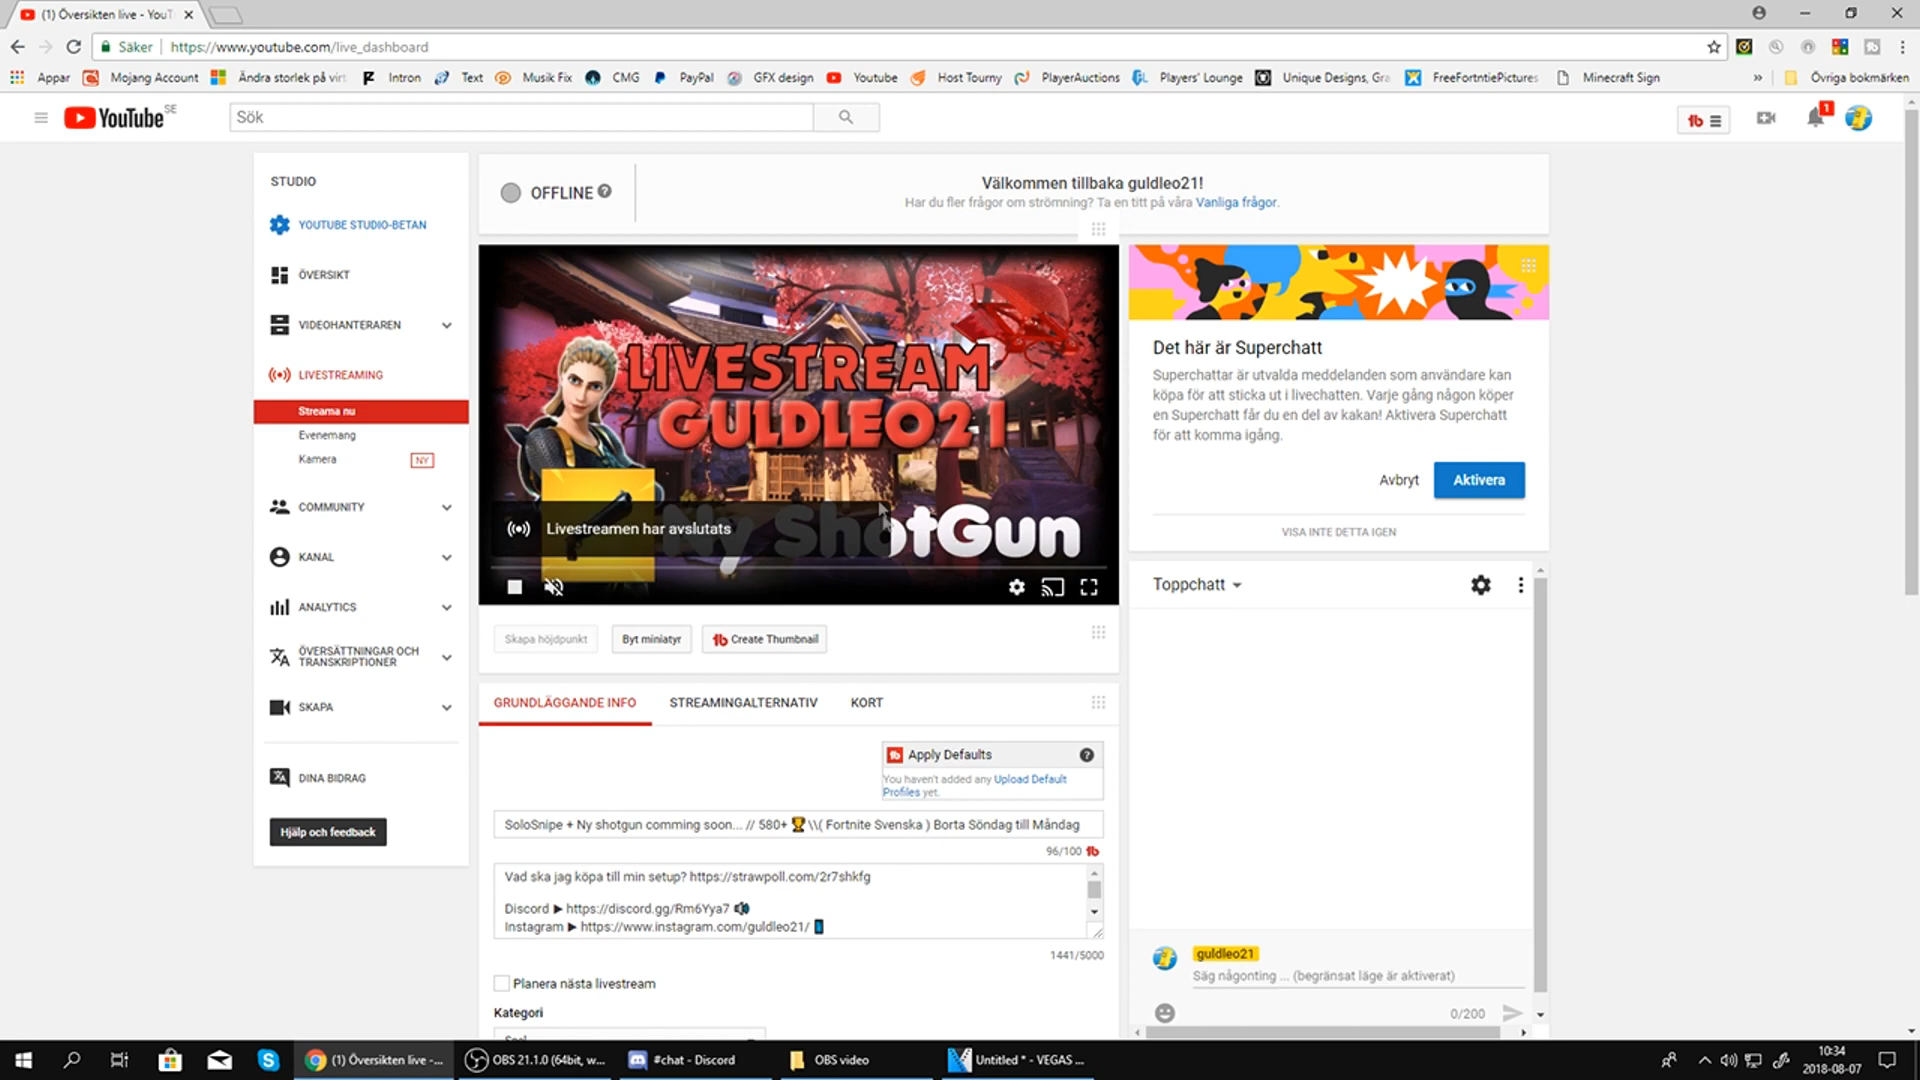 (1) Översikten live - YouT
Säker
https://www.youtube.com/live_dashboard
Appar
Mojang Account
Ändra storlek på virt
Intron
Text
Musik Fix
CMG
PayPal
GFX design
Youtube
Host Tourny
PlayerAuctions
Players' Lounge
Unique Designs, Gra
FreeFortntiePictures
Minecraft Sign
»
Övriga bokmärken
YouTube SE
Sök
1
STUDIO
YOUTUBE STUDIO-BETAN
ÖVERSIKT
VIDEOHANTERAREN
LIVESTREAMING
Streama nu
Evenemang
Kamera
NY
COMMUNITY
KANAL
ANALYTICS
ÖVERSÄTTNINGAR OCH
TRANSKRIPTIONER
SKAPA
DINA BIDRAG
Hjälp och feedback
OFFLINE
Välkommen tillbaka guldleo21!
Har du fler frågor om strömning? Ta en titt på våra Vanliga frågor.
LIVESTREAM
GULDLEO21
Ny ShotGun
Livestreamen har avslutats
Skapa höjdpunkt
Byt miniatyr
Create Thumbnail
GRUNDLÄGGANDE INFO
STREAMINGALTERNATIV
KORT
Apply Defaults
You haven't added any Upload Default
Profiles yet.
SoloSnipe + Ny shotgun comming soon... // 580+ 🏆 \\( Fortnite Svenska ) Borta Söndag till Måndag
96/100
Vad ska jag köpa till min setup? https://strawpoll.com/2r7shkfg
Discord ► https://discord.gg/Rm6Yya7 🔊
Instagram ► https://www.instagram.com/guldleo21/ 📱
1441/5000
Planera nästa livestream
Kategori
Spel
Det här är Superchatt
Superchattar är utvalda meddelanden som användare kan
köpa för att sticka ut i livechatten. Varje gång någon köper
en Superchatt får du en del av kakan! Aktivera Superchatt
för att komma igång.
Avbryt
Aktivera
VISA INTE DETTA IGEN
Toppchatt
guldleo21
Säg någonting ... (begränsat läge är aktiverat)
0/200
(1) Översikten live -...
OBS 21.1.0 (64bit, w...
#chat - Discord
OBS video
Untitled * - VEGAS ...
10:34
2018-08-07